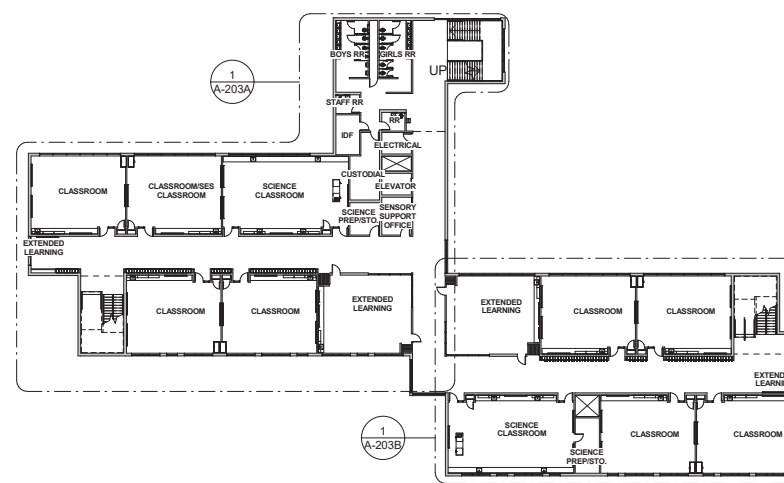 BOYS RR
GIRLS RR
UP
1
A-203A
STAFF RR
RR
IDF
ELECTRICAL
CUSTODIAL
ELEVATOR
CLASSROOM
CLASSROOM/SES
CLASSROOM
SCIENCE
CLASSROOM
SCIENCE
PREP/STO.
SENSORY
SUPPORT
OFFICE
EXTENDED
LEARNING
CLASSROOM
CLASSROOM
EXTENDED
LEARNING
EXTENDED
LEARNING
CLASSROOM
CLASSROOM
EXTEND
LEARNI
1
A-203B
SCIENCE
CLASSROOM
SCIENCE
PREP/STO.
CLASSROOM
CLASSROOM